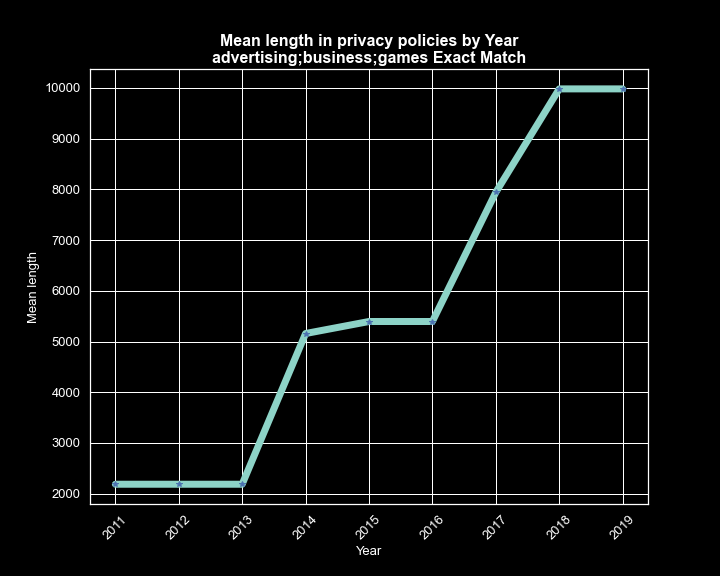 Mean length in privacy policies by Year
advertising;business;games Exact Match
10000
9000
8000
7000
6000
5000
4000
3000
2000
Mean length
2011 2012 2013 2014 2015 2016 2017 2018 2019
Year